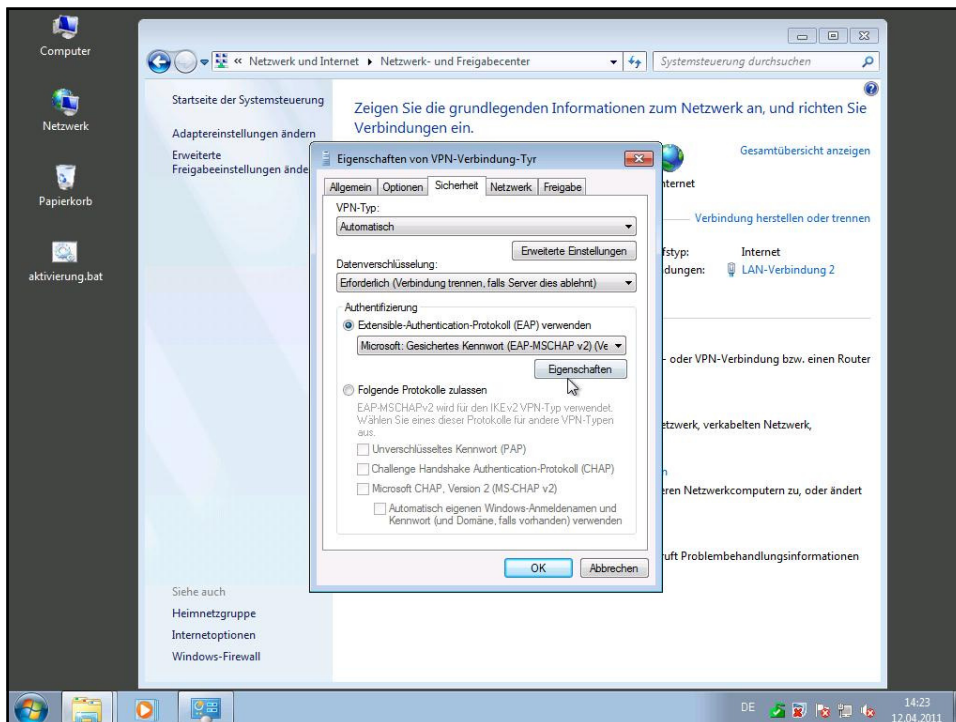 Computer
Netzwerk
Papierkorb
aktivierung.bat
« Netzwerk und Internet ▸ Netzwerk- und Freigabecenter
Systemsteuerung durchsuchen
Startseite der Systemsteuerung
Adaptereinstellungen ändern
Erweiterte
Freigabeeinstellungen ände
Siehe auch
Heimnetzgruppe
Internetoptionen
Windows-Firewall
Zeigen Sie die grundlegenden Informationen zum Netzwerk an, und richten Sie
Verbindungen ein.
Gesamtübersicht anzeigen
nternet
Verbindung herstellen oder trennen
fstyp: Internet
dungen: LAN-Verbindung 2
- oder VPN-Verbindung bzw. einen Router
etzwerk, verkabelten Netzwerk,
n
eren Netzwerkcomputern zu, oder ändert
ruft Problembehandlungsinformationen
Eigenschaften von VPN-Verbindung-Tyr
Allgemein Optionen Sicherheit Netzwerk Freigabe
VPN-Typ:
Automatisch
Erweiterte Einstellungen
Datenverschlüsselung:
Erforderlich (Verbindung trennen, falls Server dies ablehnt)
Authentifizierung
Extensible-Authentication-Protokoll (EAP) verwenden
Microsoft: Gesichertes Kennwort (EAP-MSCHAP v2) (Ve
Eigenschaften
Folgende Protokolle zulassen
EAP-MSCHAPv2 wird für den IKEv2 VPN-Typ verwendet.
Wählen Sie eines dieser Protokolle für andere VPN-Typen
aus.
Unverschlüsseltes Kennwort (PAP)
Challenge Handshake Authentication-Protokoll (CHAP)
Microsoft CHAP, Version 2 (MS-CHAP v2)
Automatisch eigenen Windows-Anmeldenamen und
Kennwort (und Domäne, falls vorhanden) verwenden
OK Abbrechen
DE
14:23
12.04.2011